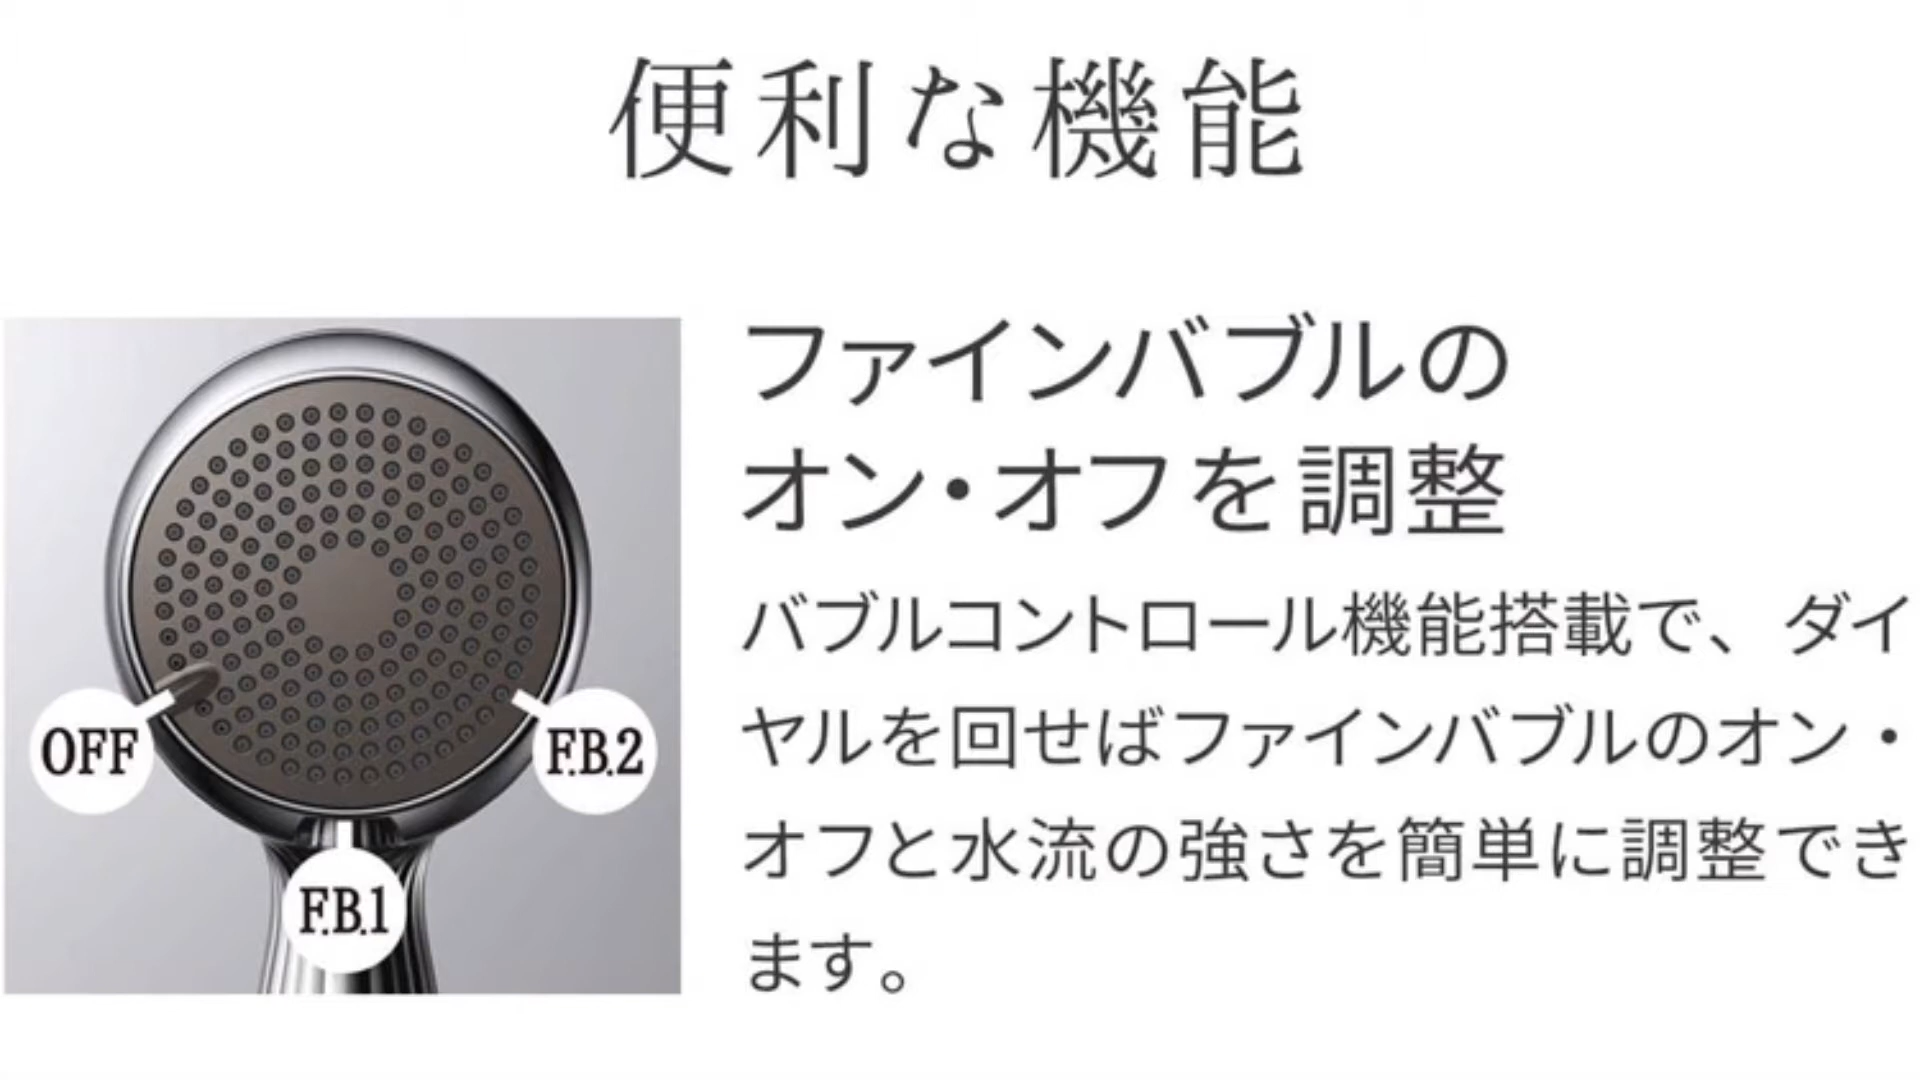 便利な機能
ファインバブルの
オン・オフを調整
バブルコントロール機能搭載で、ダイ
ヤルを回せばファインバブルのオン・
オフと水流の強さを簡単に調整でき
ます。
OFF
F.B.2
F.B.1